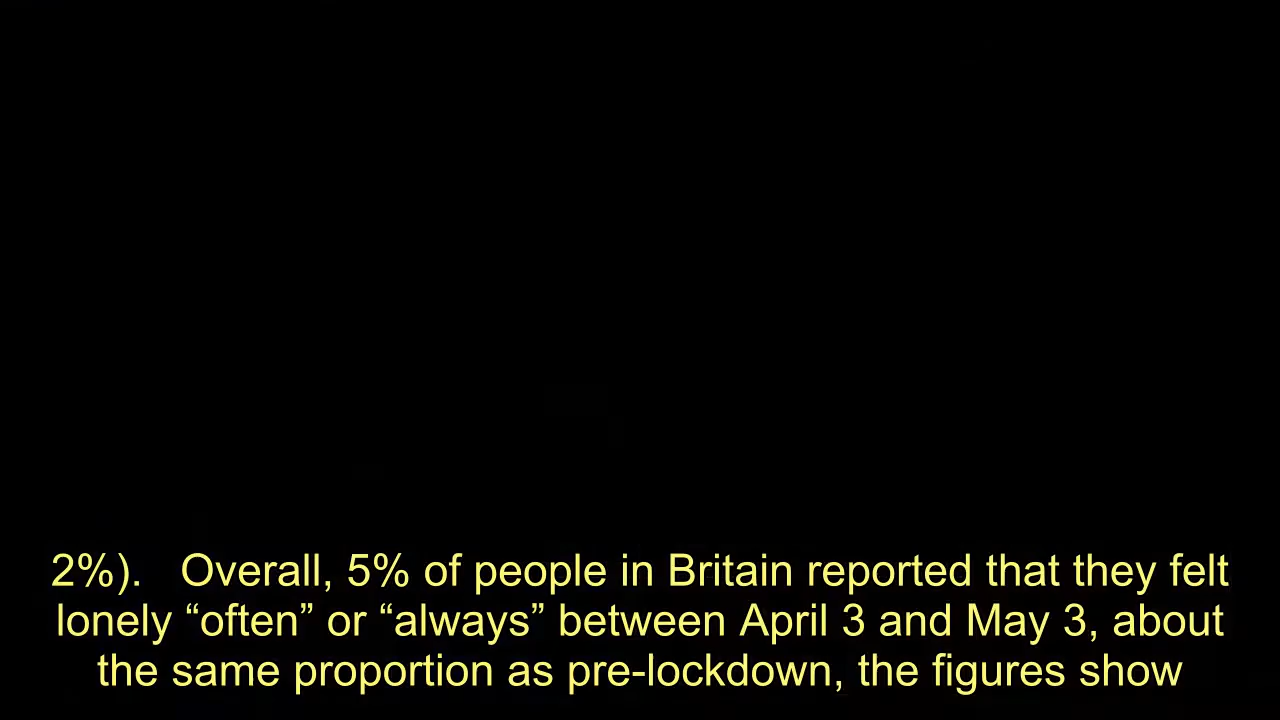 2%).   Overall, 5% of people in Britain reported that they felt
lonely “often” or “always” between April 3 and May 3, about
the same proportion as pre-lockdown, the figures show